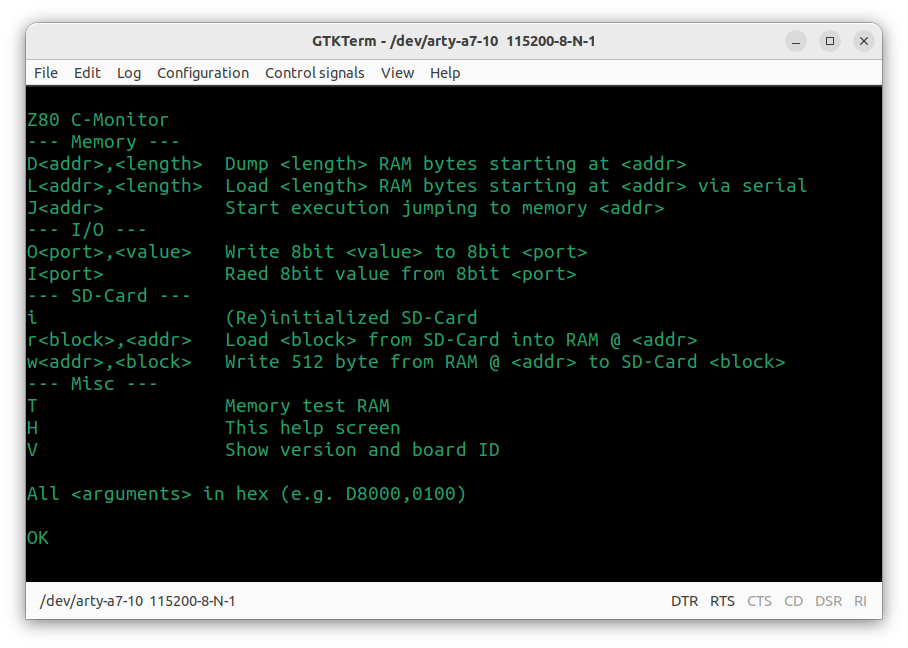 GTKTerm - /dev/arty-a7-10 115200-8-N-1
File Edit Log Configuration Control signals View Help
Z80 C-Monitor
--- Memory ---
D<addr>,<length>  Dump <length> RAM bytes starting at <addr>
L<addr>,<length>  Load <length> RAM bytes starting at <addr> via serial
J<addr>           Start execution jumping to memory <addr>
--- I/O ---
O<port>,<value>   Write 8bit <value> to 8bit <port>
I<port>           Raed 8bit value from 8bit <port>
--- SD-Card ---
i                 (Re)initialized SD-Card
r<block>,<addr>   Load <block> from SD-Card into RAM @ <addr>
w<addr>,<block>   Write 512 byte from RAM @ <addr> to SD-Card <block>
--- Misc ---
T                 Memory test RAM
H                 This help screen
V                 Show version and board ID
All <arguments> in hex (e.g. D8000,0100)
OK
/dev/arty-a7-10 115200-8-N-1 DTR RTS CTS CD DSR RI